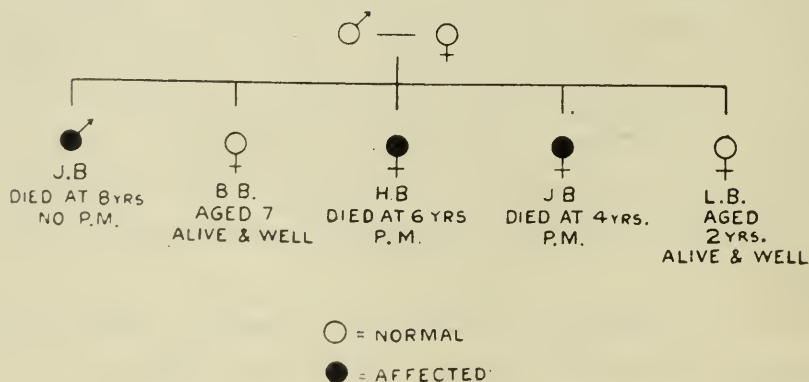 J.B
DIED AT 8YRS
NO P.M.
B B.
AGED 7
ALIVE & WELL
H.B
DIED AT 6 YRS
P.M.
J B
DIED AT 4YRS.
P.M.
L.B.
AGED
2YRS.
ALIVE & WELL
= NORMAL
= AFFECTED